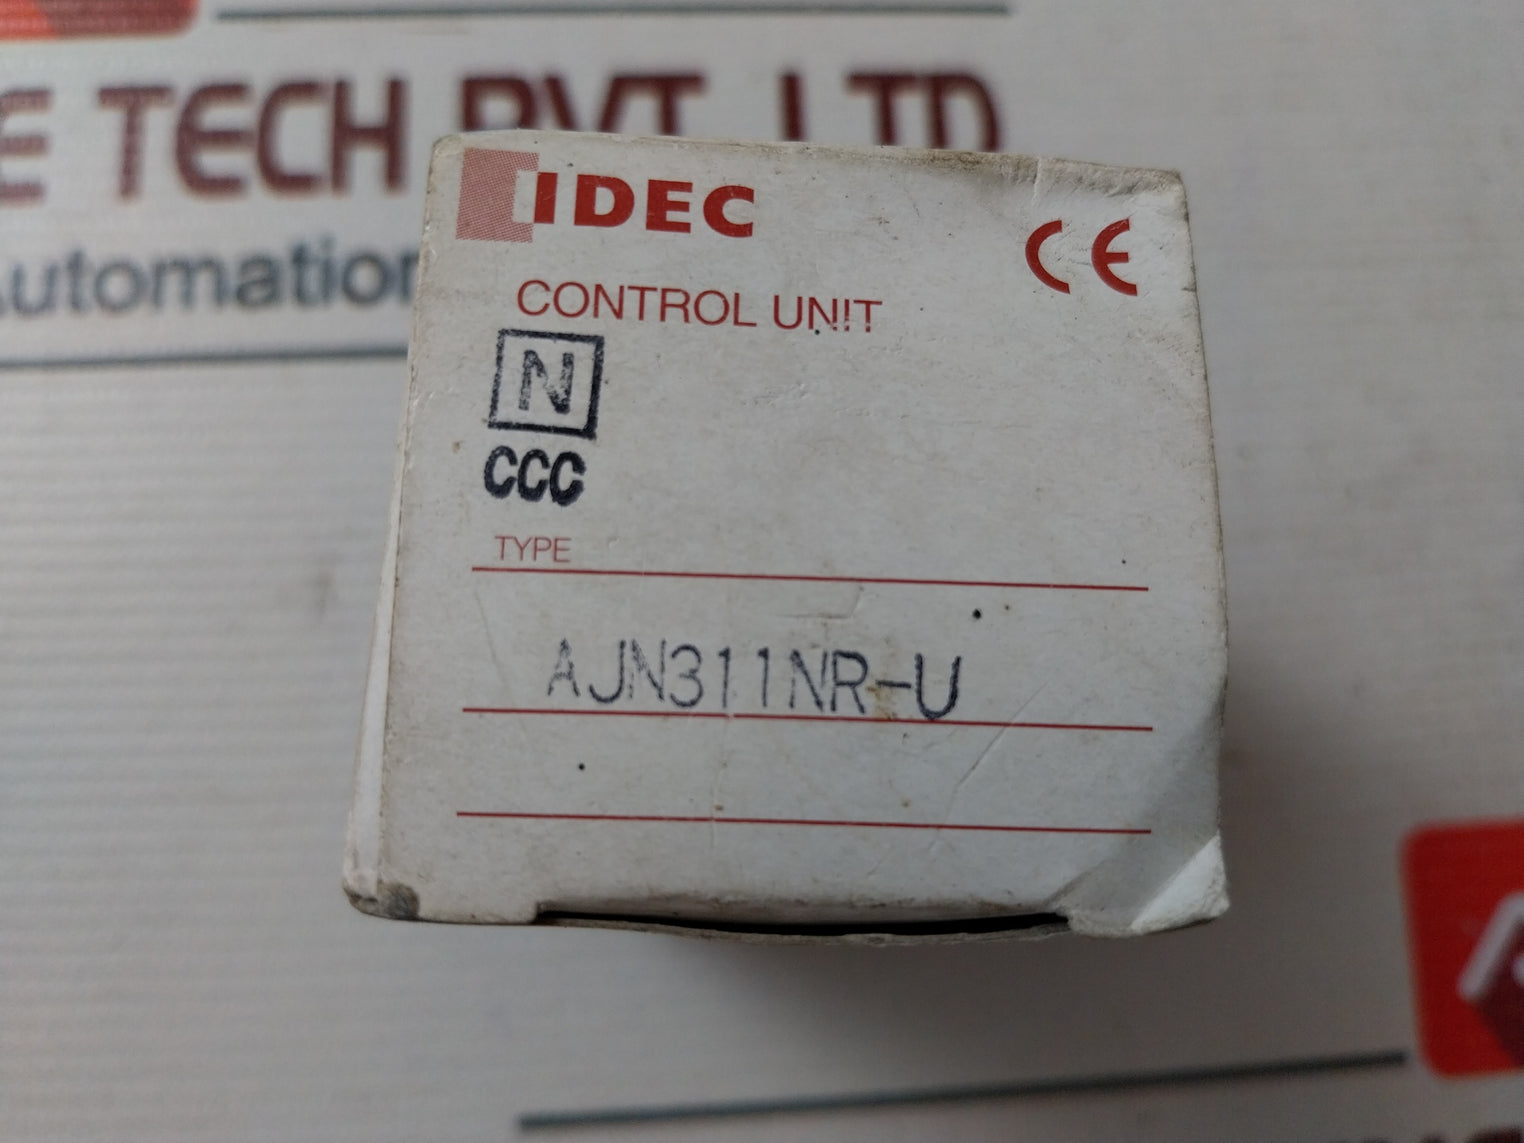 E TECH PVT. LTD
Automation
IDEC
CE
CONTROL UNIT
N
CCC
TYPE
AJN311NR-U